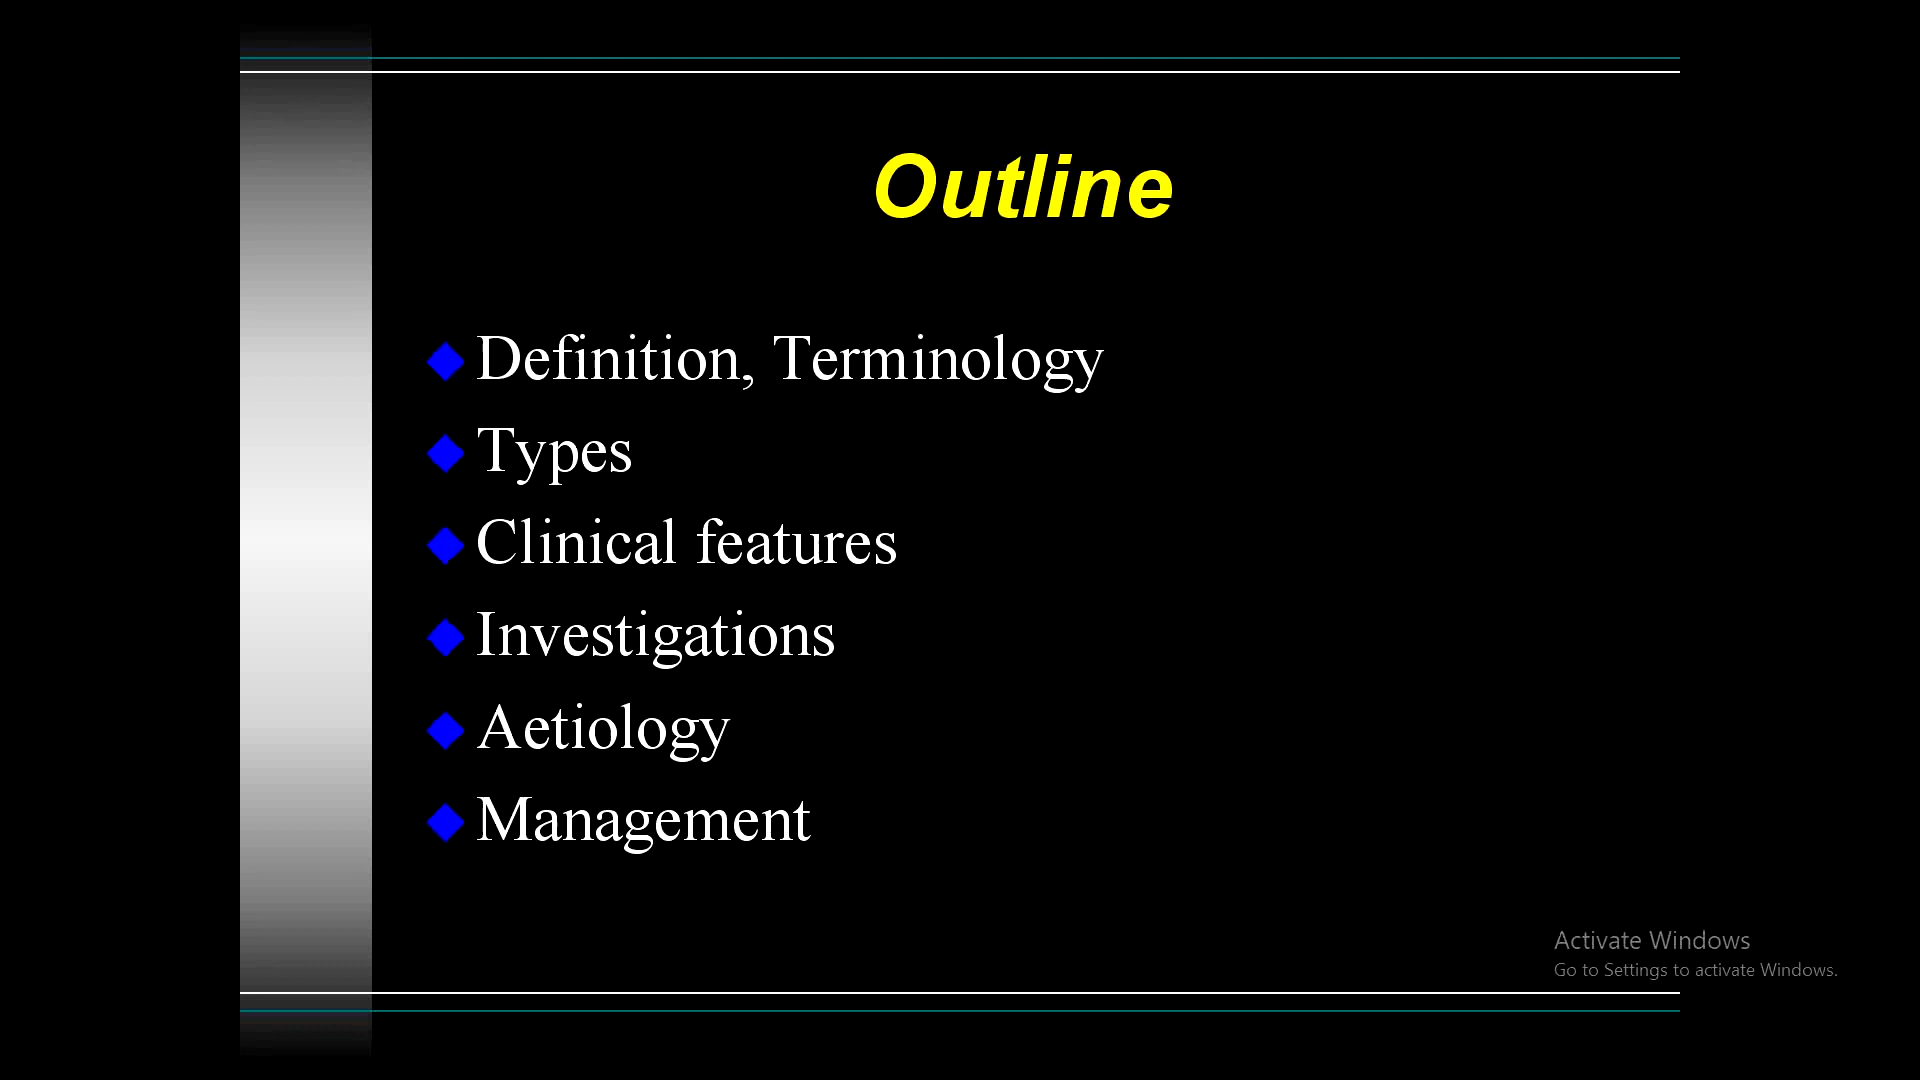 Outline
Definition, Terminology
Types
Clinical features
Investigations
Aetiology
Management
Activate Windows
Go to Settings to activate Windows.